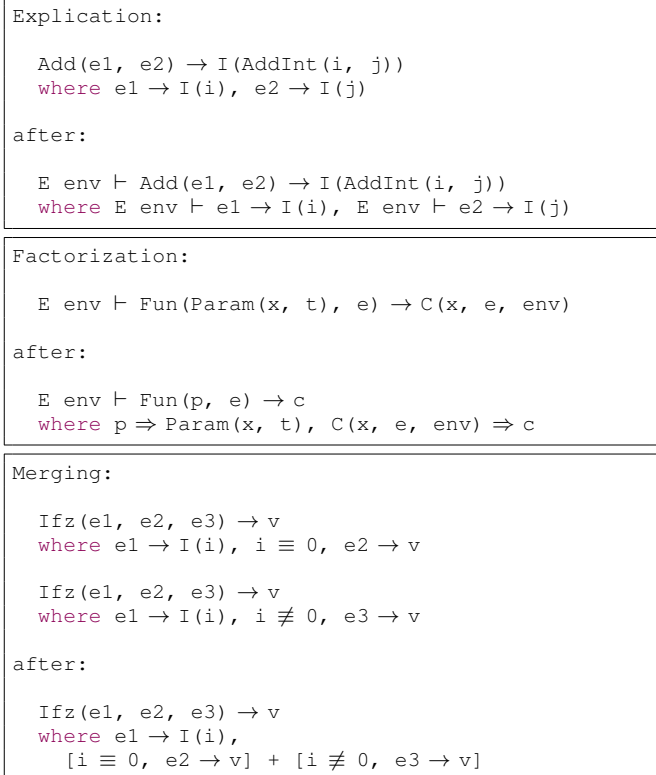 Explication:
Add(e1, e2) → I(AddInt(i, j))
where e1 → I(i), e2 → I(j)
after:
E env ⊢ Add(e1, e2) → I(AddInt(i, j))
where E env ⊢ e1 → I(i), E env ⊢ e2 → I(j)
Factorization:
E env ⊢ Fun(Param(x, t), e) → C(x, e, env)
after:
E env ⊢ Fun(p, e) → c
where p ⇒ Param(x, t), C(x, e, env) ⇒ c
Merging:
Ifz(e1, e2, e3) → v
where e1 → I(i), i ≡ 0, e2 → v
Ifz(e1, e2, e3) → v
where e1 → I(i), i ≢ 0, e3 → v
after:
Ifz(e1, e2, e3) → v
where e1 → I(i),
[i ≡ 0, e2 → v] + [i ≢ 0, e3 → v]